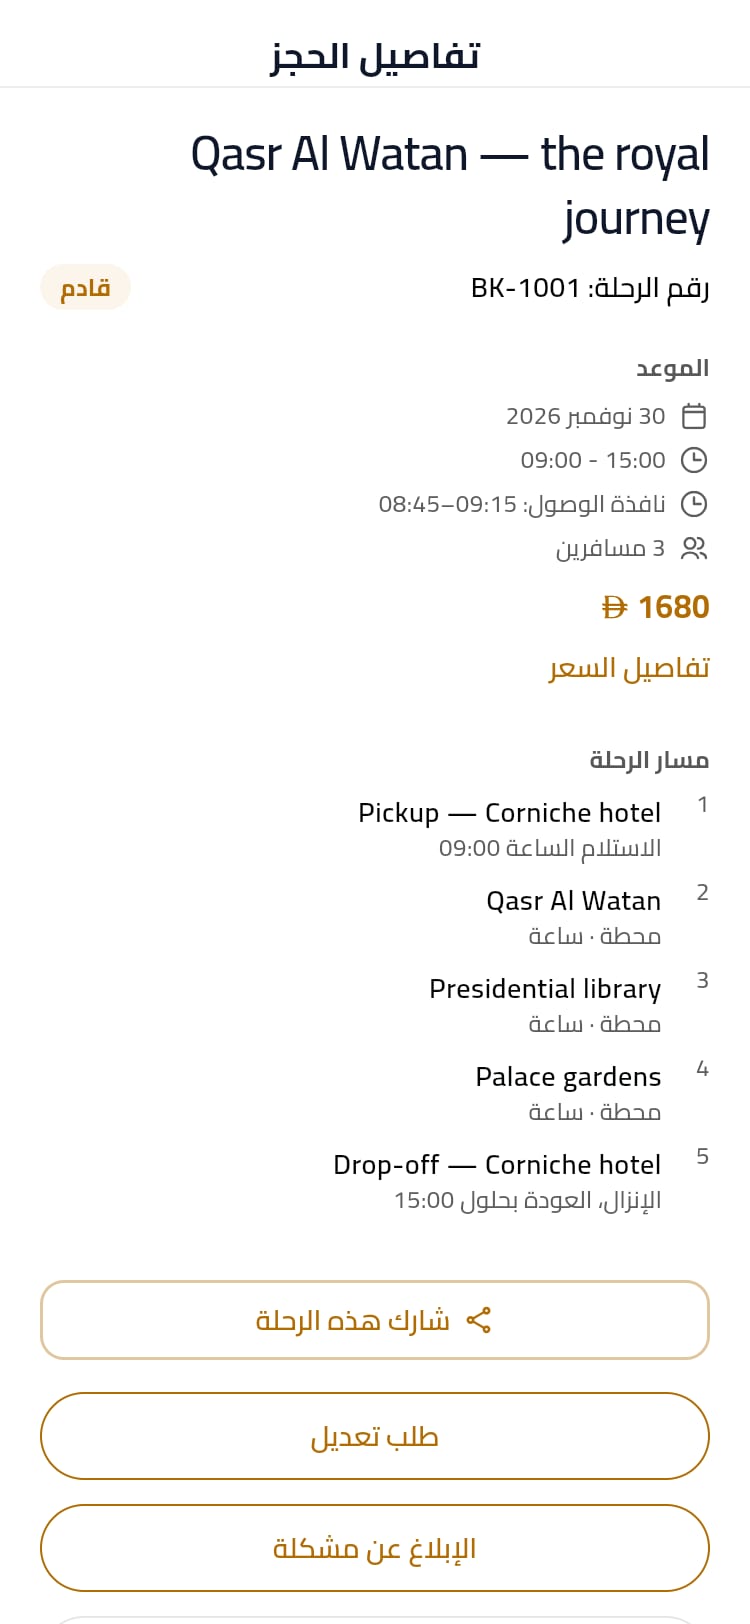 تفاصيل الحجز
Qasr Al Watan — the royal
journey
رقم الرحلة: BK-1001
قادم
الموعد
30 نوفمبر 2026
09:00 - 15:00
نافذة الوصول: 08:45–09:15
3 مسافرين
1680
تفاصيل السعر
مسار الرحلة
1
Pickup — Corniche hotel
الاستلام الساعة 09:00
2
Qasr Al Watan
محطة · ساعة
3
Presidential library
محطة · ساعة
4
Palace gardens
محطة · ساعة
5
Drop-off — Corniche hotel
الإنزال، العودة بحلول 15:00
شارك هذه الرحلة
طلب تعديل
الإبلاغ عن مشكلة